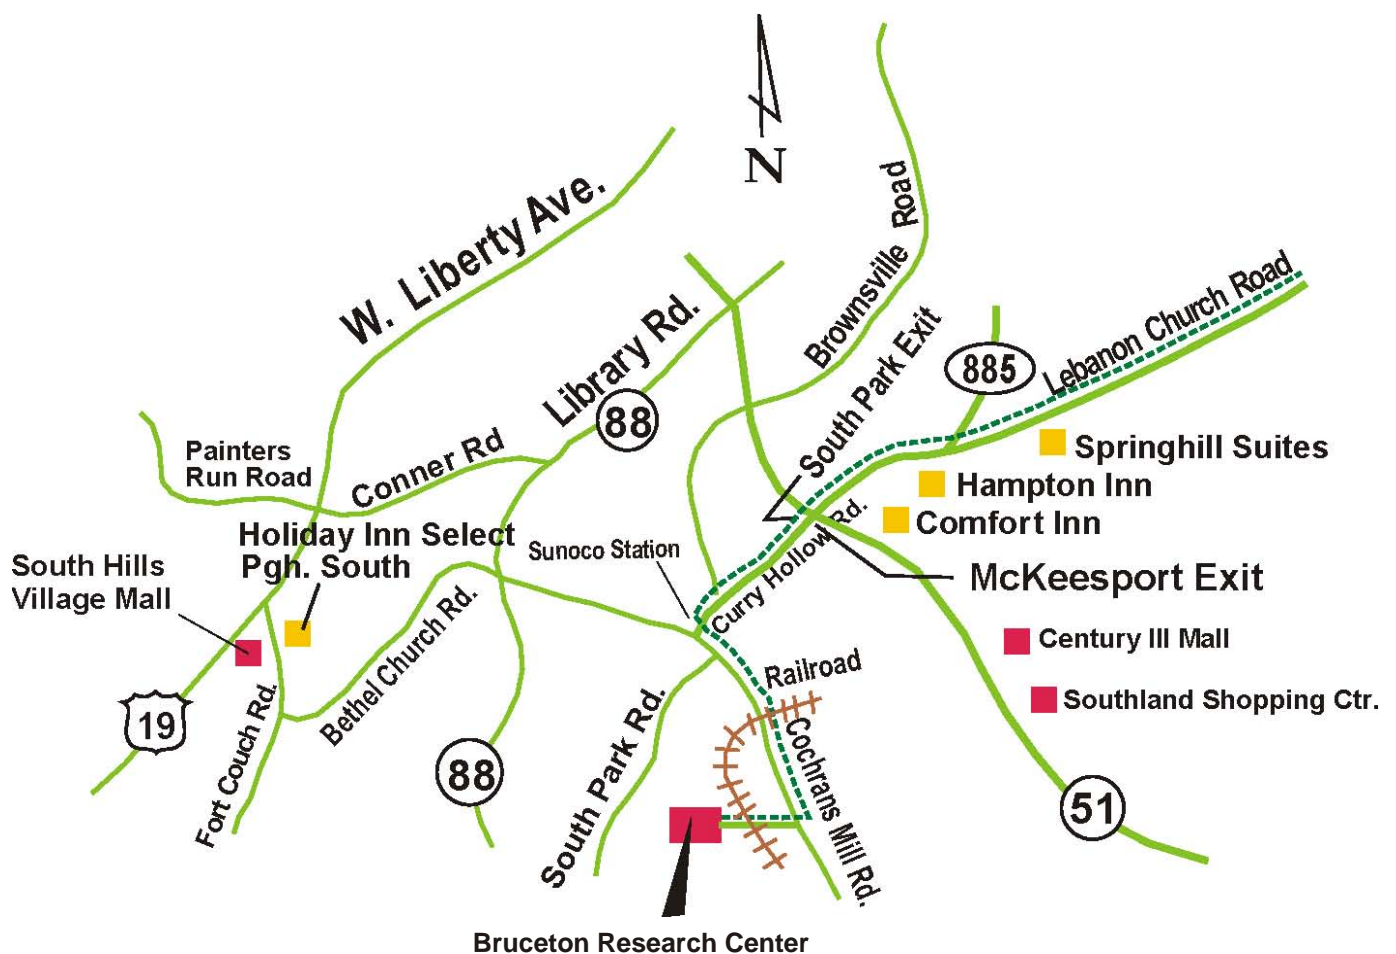 N
W. Liberty Ave.
Brownsville Road
Library Rd.
88
South Park Exit
885
Lebanon Church Road
Painters
Run Road
Conner Rd
Springhill Suites
Hampton Inn
Comfort Inn
Holiday Inn Select
Pgh. South
Sunoco Station
Curry Hollow Rd.
McKeesport Exit
South Hills
Village Mall
Bethel Church Rd.
Century III Mall
Southland Shopping Ctr.
Railroad
19
Fort Couch Rd.
88
South Park Rd.
Cochrans Mill Rd.
51
Bruceton Research Center